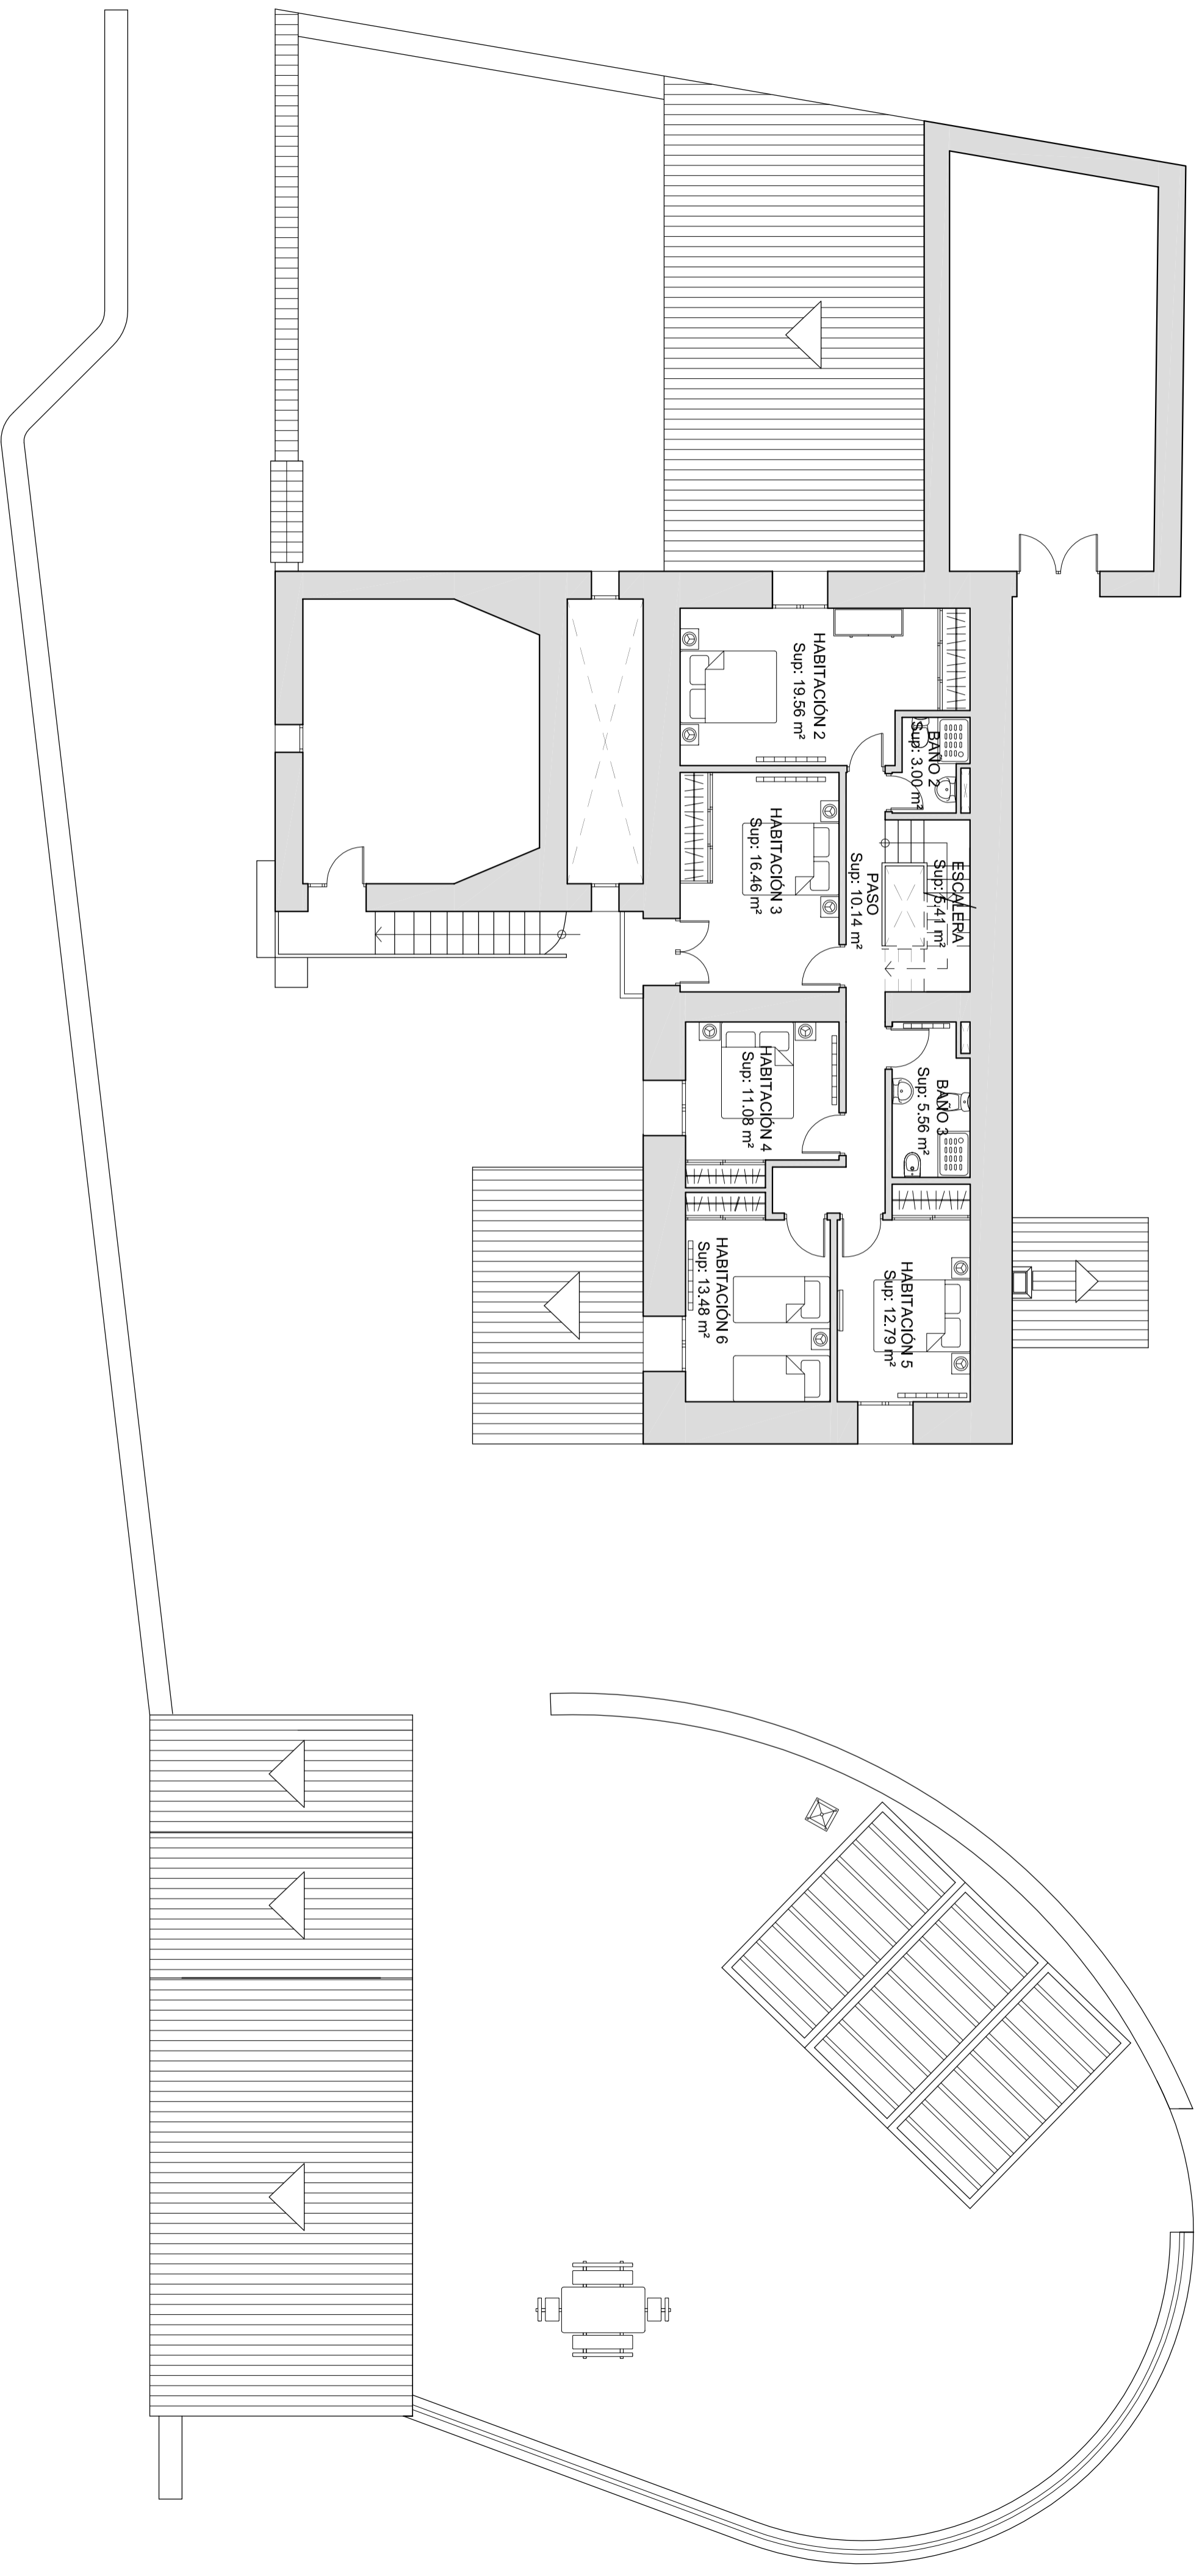 HABITACIÓN 2
Sup: 19.56 m²
BAÑO 2
Sup: 3.00 m²
HABITACIÓN 3
Sup: 16.46 m²
PASO
Sup: 10.14 m²
ESCALERA
Sup: 5.41 m²
HABITACIÓN 4
Sup: 11.08 m²
BAÑO 3
Sup: 5.56 m²
HABITACIÓN 6
Sup: 13.48 m²
HABITACIÓN 5
Sup: 12.79 m²